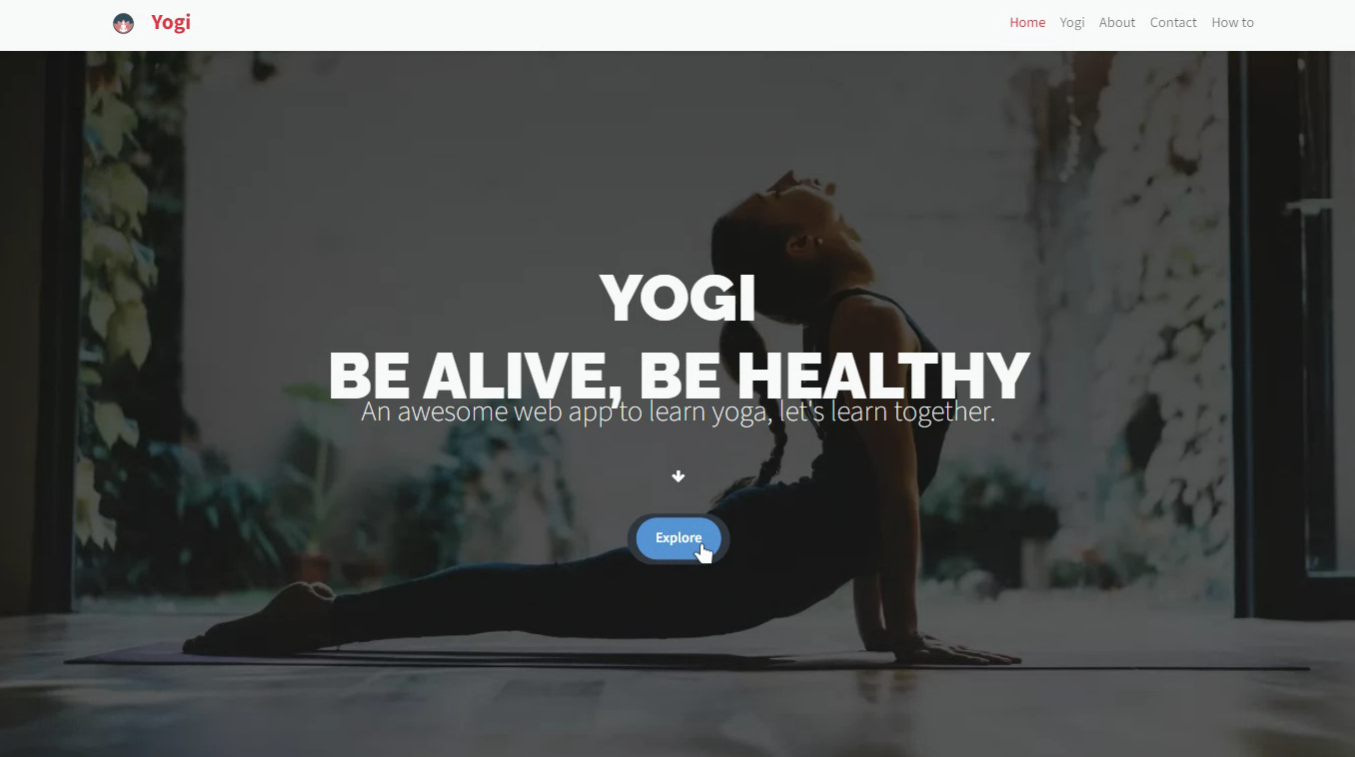 Yogi
Home Yogi About Contact How to
YOGI
BE ALIVE, BE HEALTHY
An awesome web app to learn yoga, let's learn together.
Explore